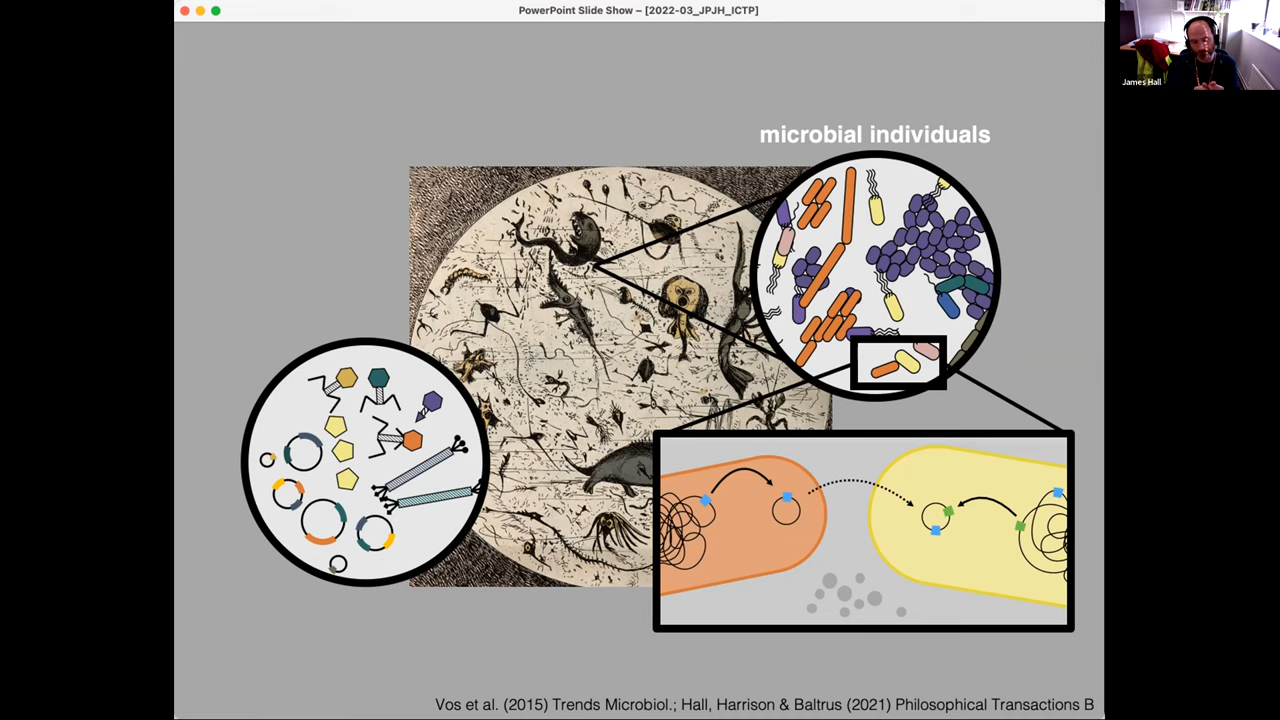 PowerPoint Slide Show – [2022-03_JPJH_ICTP]
James Hall
microbial individuals
Vos et al. (2015) Trends Microbiol.; Hall, Harrison & Baltrus (2021) Philosophical Transactions B